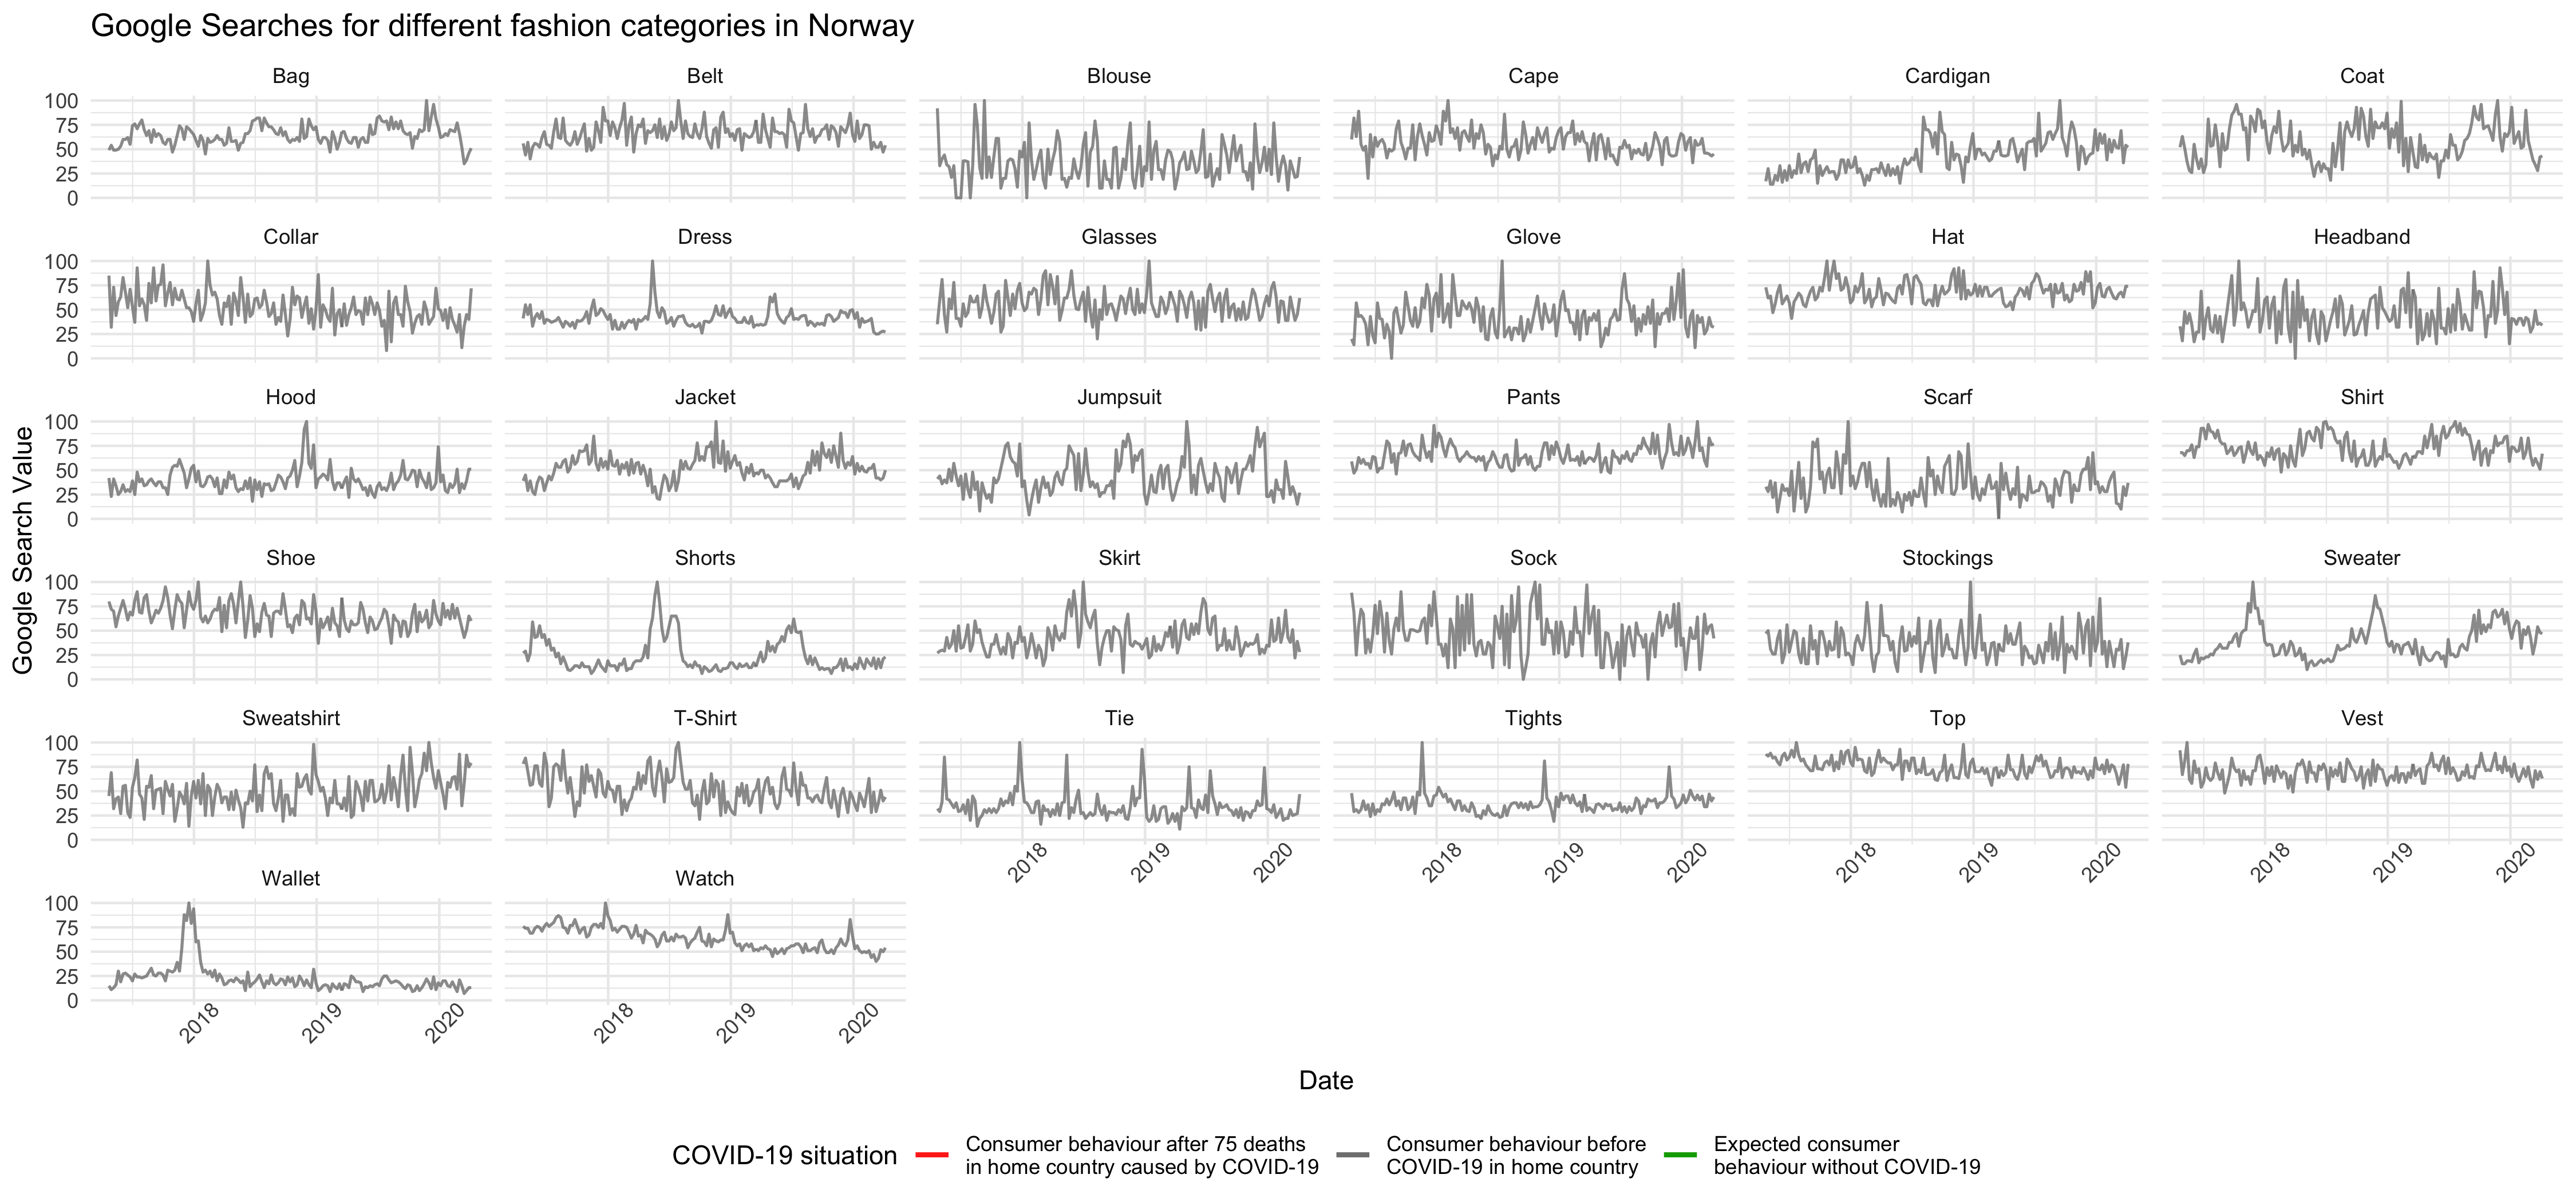 Google Searches for different fashion categories in Norway
Bag Belt Blouse Cape Cardigan Coat
100
75
50
25
0
Collar Dress Glasses Glove Hat Headband
100
75
50
25
0
Hood Jacket Jumpsuit Pants Scarf Shirt
100
75
50
25
0
Google Search Value
Shoe Shorts Skirt Sock Stockings Sweater
100
75
50
25
0
Sweatshirt T-Shirt Tie Tights Top Vest
100
75
50
25
0
2018 2019 2020 2018 2019 2020 2018 2019 2020 2018 2019 2020
Wallet Watch
100
75
50
25
0
2018 2019 2020 2018 2019 2020
Date
COVID-19 situation
Consumer behaviour after 75 deaths
in home country caused by COVID-19
Consumer behaviour before
COVID-19 in home country
Expected consumer
behaviour without COVID-19